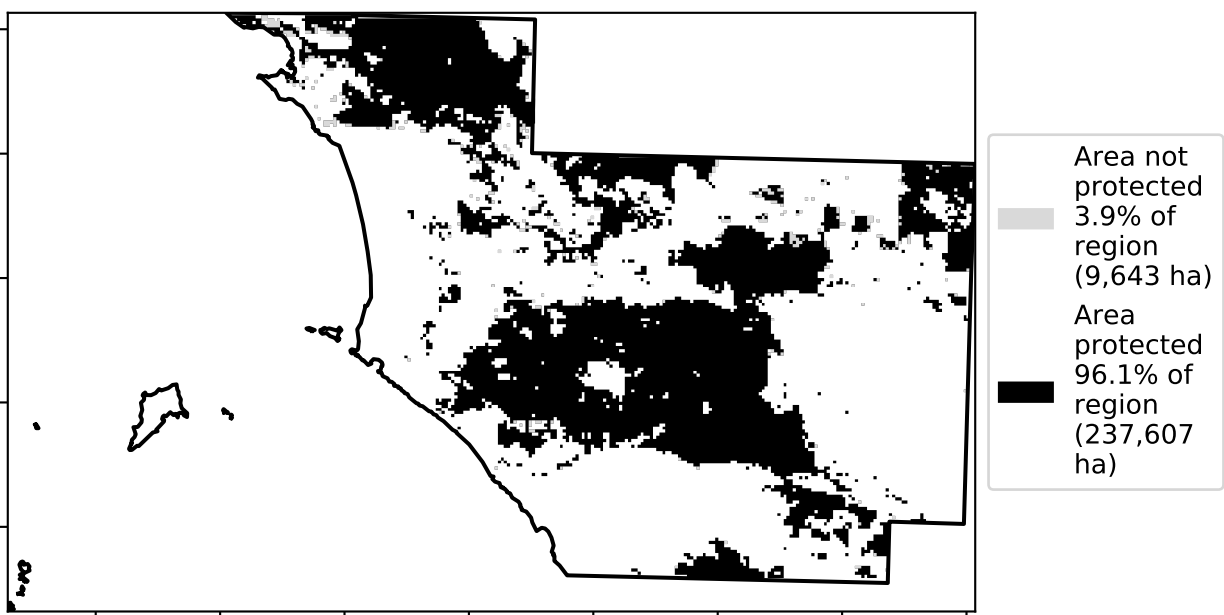 Area not
protected
3.9% of
region
(9,643 ha)
Area
protected
96.1% of
region
(237,607
ha)